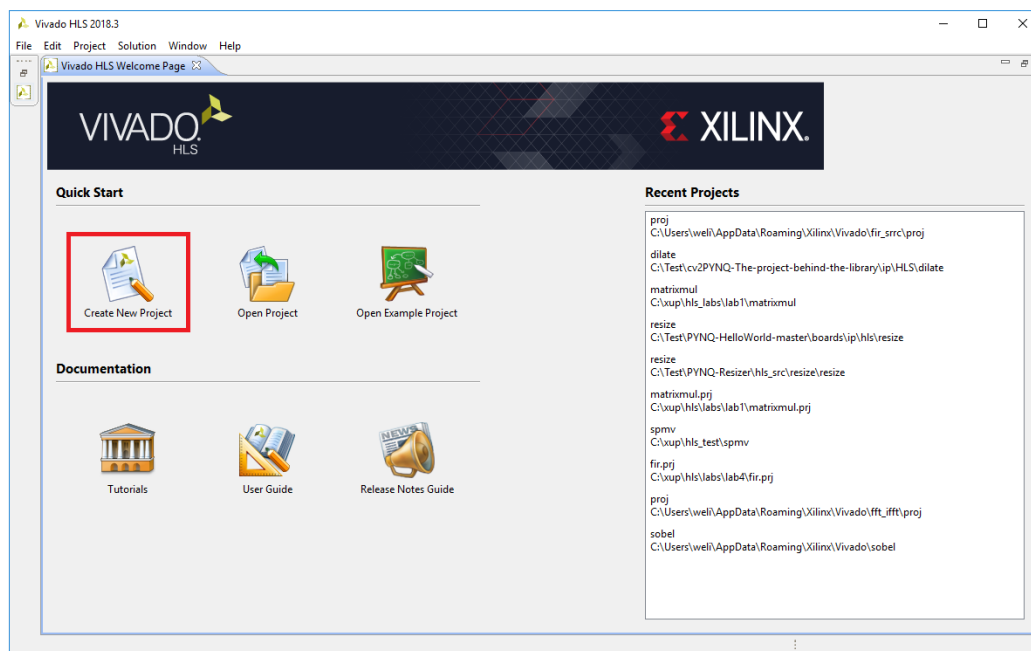 Vivado HLS 2018.3
File Edit Project Solution Window Help
Vivado HLS Welcome Page
VIVADO.
HLS
XILINX.
Quick Start
Create New Project
Open Project
Open Example Project
Documentation
Tutorials
User Guide
NEWS
Release Notes Guide
Recent Projects
proj
C:\Users\weli\AppData\Roaming\Xilinx\Vivado\fir_srrc\proj
dilate
C:\Test\cv2PYNQ-The-project-behind-the-library\ip\HLS\dilate
matrixmul
C:\xup\hls_labs\lab1\matrixmul
resize
C:\Test\PYNQ-HelloWorld-master\boards\ip\hls\resize
resize
C:\Test\PYNQ-Resizer\hls_src\resize\resize
matrixmul.prj
C:\xup\hls\labs\lab1\matrixmul.prj
spmv
C:\xup\hls_test\spmv
fir.prj
C:\xup\hls\labs\lab4\fir.prj
proj
C:\Users\weli\AppData\Roaming\Xilinx\Vivado\fft_ifft\proj
sobel
C:\Users\weli\AppData\Roaming\Xilinx\Vivado\sobel